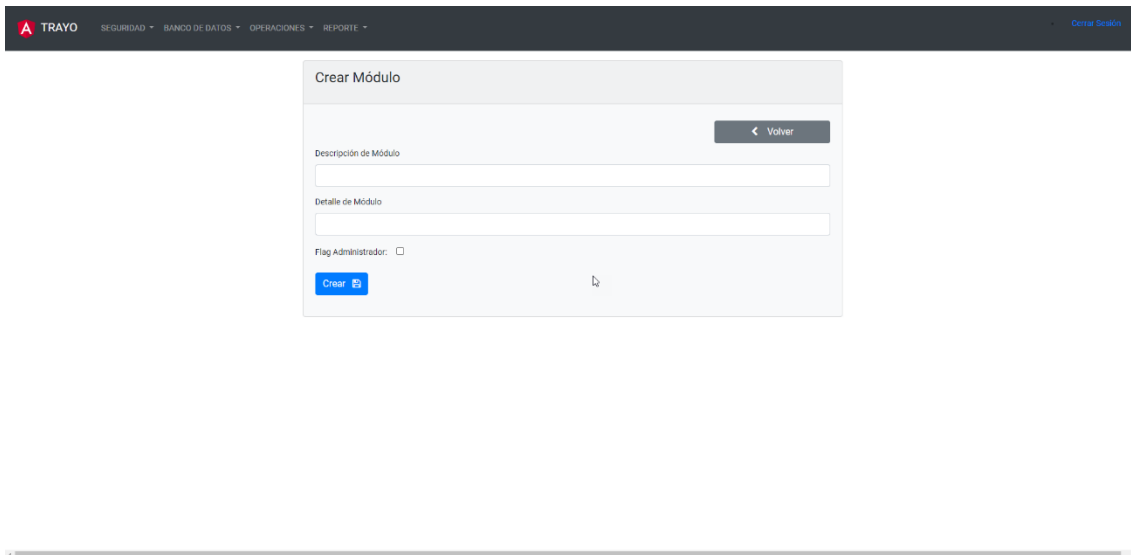 A TRAYO SEGURIDAD BANCO DE DATOS OPERACIONES REPORTE Cerrar Sesión
Crear Módulo
Volver
Descripción de Módulo
Detalle de Módulo
Flag Administrador:
Crear